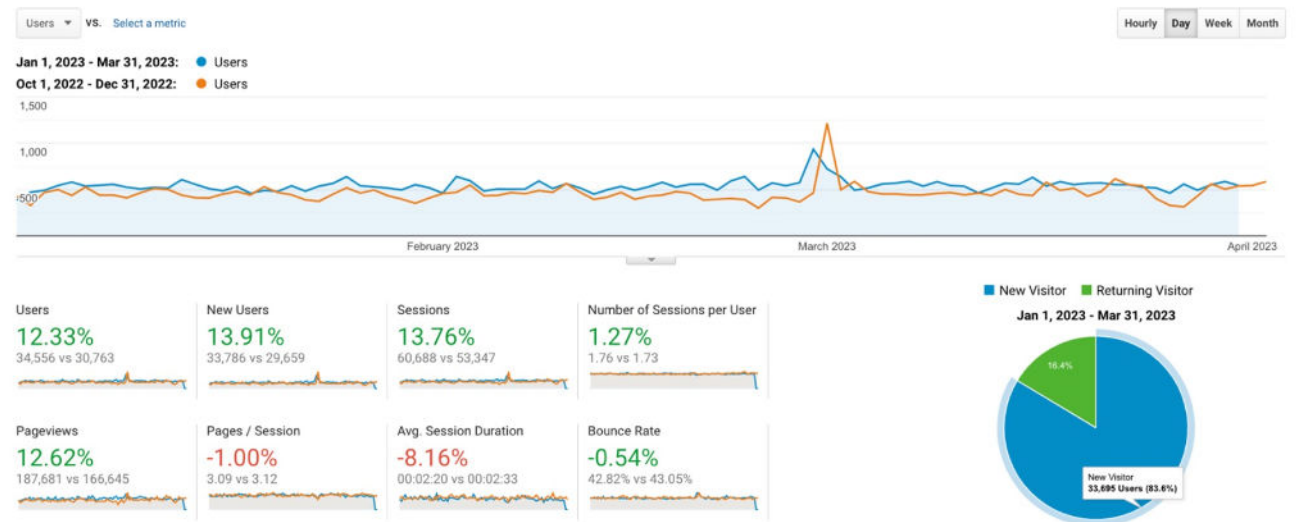 Users VS. Select a metric
Hourly Day Week Month
Jan 1, 2023 - Mar 31, 2023: Users
Oct 1, 2022 - Dec 31, 2022: Users
1,500
1,000
500
February 2023 March 2023 April 2023
New Visitor Returning Visitor
Jan 1, 2023 - Mar 31, 2023
Users New Users Sessions Number of Sessions per User
12.33% 13.91% 13.76% 1.27%
34,556 vs 30,763 33,786 vs 29,659 60,688 vs 53,347 1.76 vs 1.73
16.4%
Pageviews Pages / Session Avg. Session Duration Bounce Rate
12.62% -1.00% -8.16% -0.54%
187,681 vs 166,645 3.09 vs 3.12 00:02:20 vs 00:02:33 42.82% vs 43.05%
New Visitor
33,695 Users (83.6%)